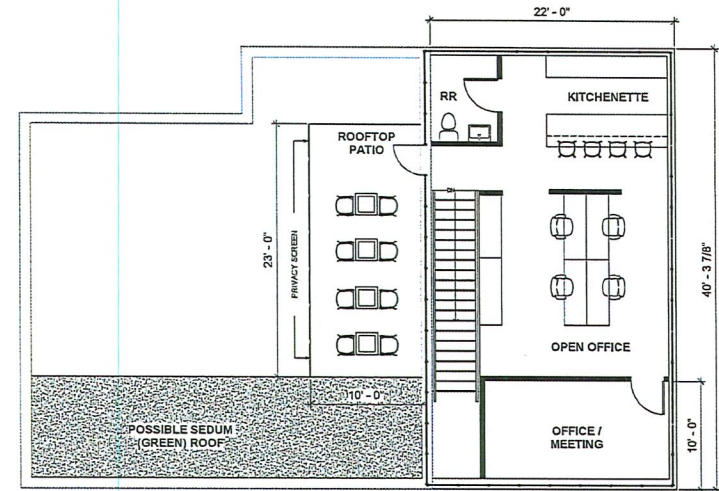 22' - 0"
RR
KITCHENETTE
ROOFTOP
PATIO
PRIVACY SCREEN
23' - 0"
40' - 3 7/8"
OPEN OFFICE
10' - 0"
POSSIBLE SEDUM
(GREEN) ROOF
OFFICE /
MEETING
10' - 0"